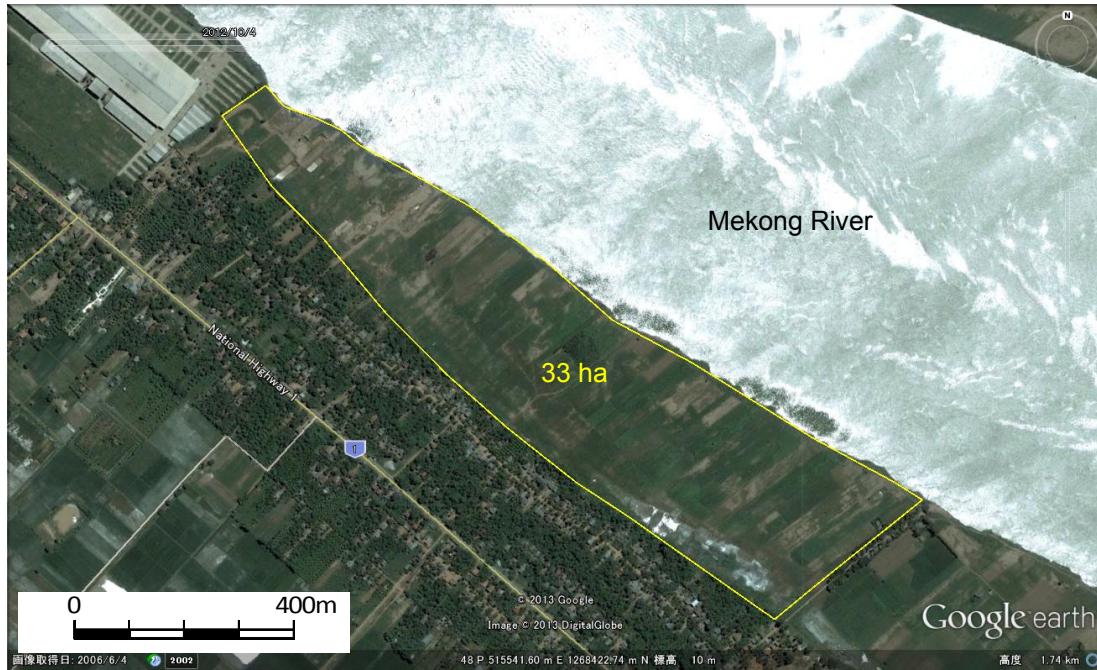 2012/10/4
N
Mekong River
National Highway 1
33 ha
1
0 400m
© 2013 Google
Image © 2013 DigitalGlobe
Google earth
画像取得日: 2006/6/4 2002 48 P 515541.60 m E 1268422.74 m N 標高 10 m 高度 1.74 km